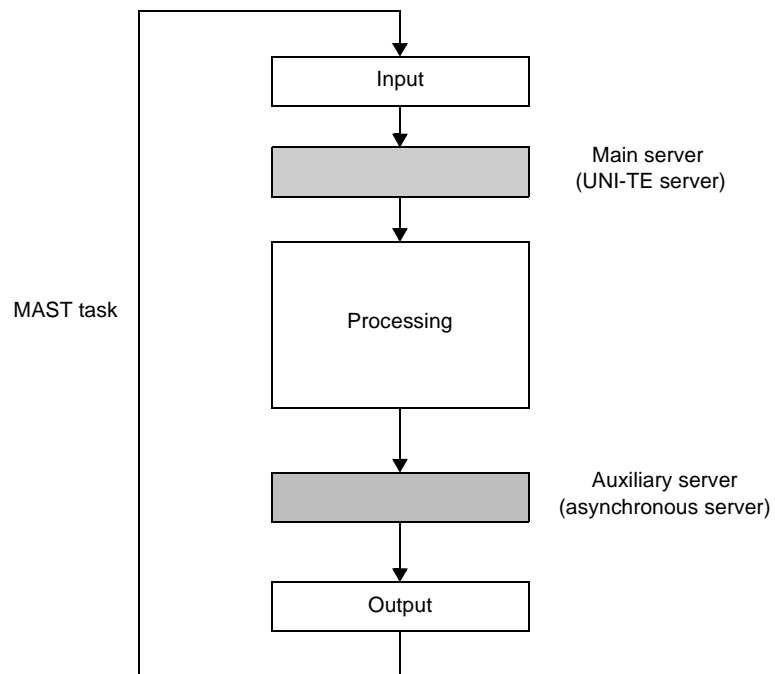 Input
Main server
(UNI-TE server)
MAST task
Processing
Auxiliary server
(asynchronous server)
Output